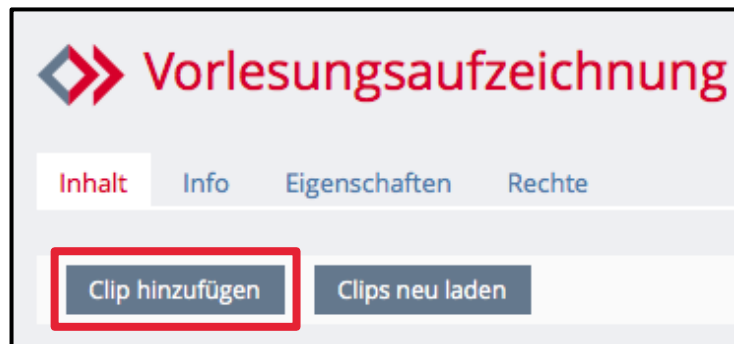 Vorlesungsaufzeichnung
Inhalt Info Eigenschaften Rechte
Clip hinzufügen Clips neu laden